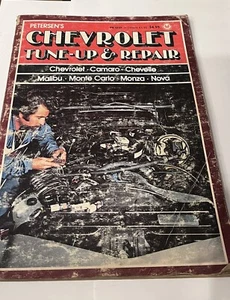 PETERSEN'S
CHEVROLET
TUNE-UP & REPAIR
Chevrolet · Camaro · Chevelle
Malibu · Monte Carlo · Monza · Nova